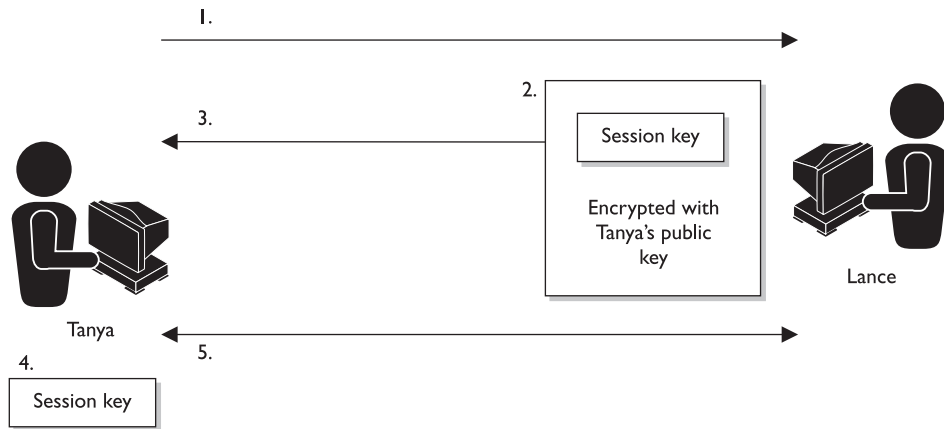 1.
2.
3.
Session key
Encrypted with
Tanya's public
key
Lance
Tanya
5.
4.
Session key